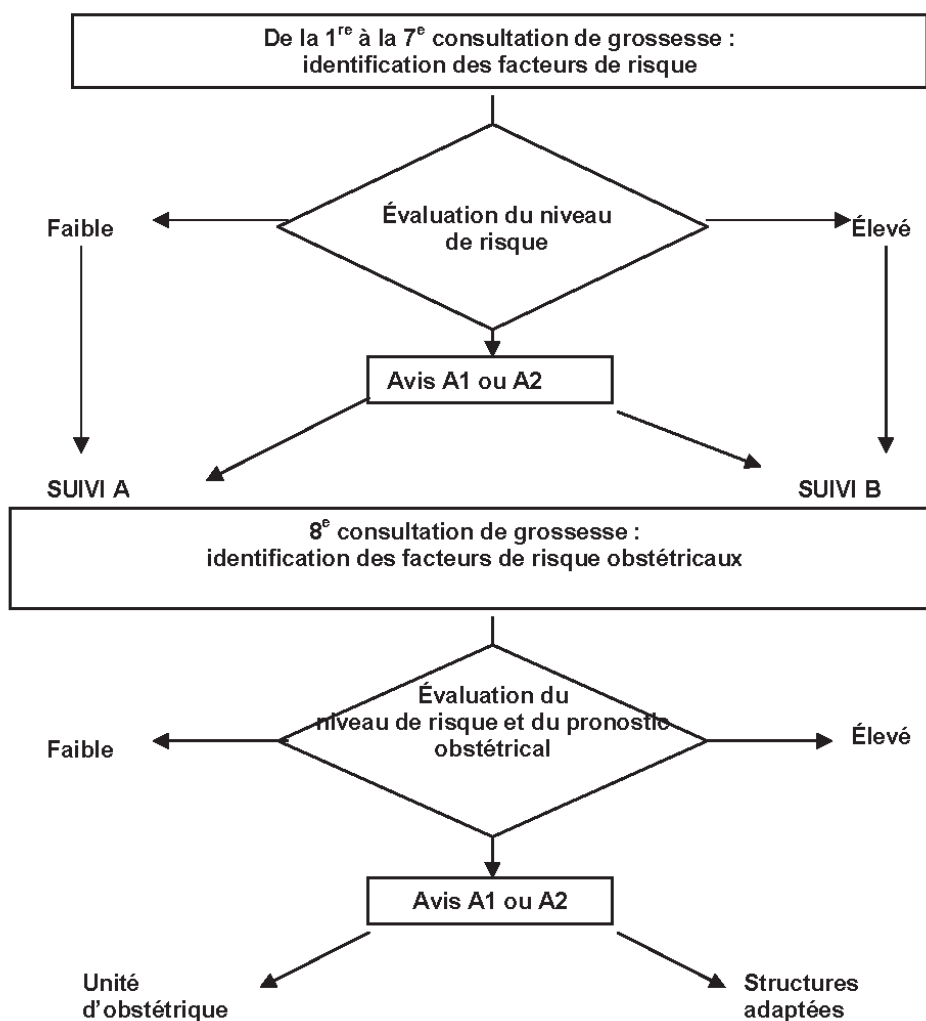 De la 1re à la 7e consultation de grossesse :
identification des facteurs de risque
Faible
Évaluation du niveau
de risque
Élevé
Avis A1 ou A2
SUIVI A
SUIVI B
8e consultation de grossesse :
identification des facteurs de risque obstétricaux
Évaluation du
niveau de risque et du pronostic
obstétrical
Faible
Élevé
Avis A1 ou A2
Unité
d'obstétrique
Structures
adaptées